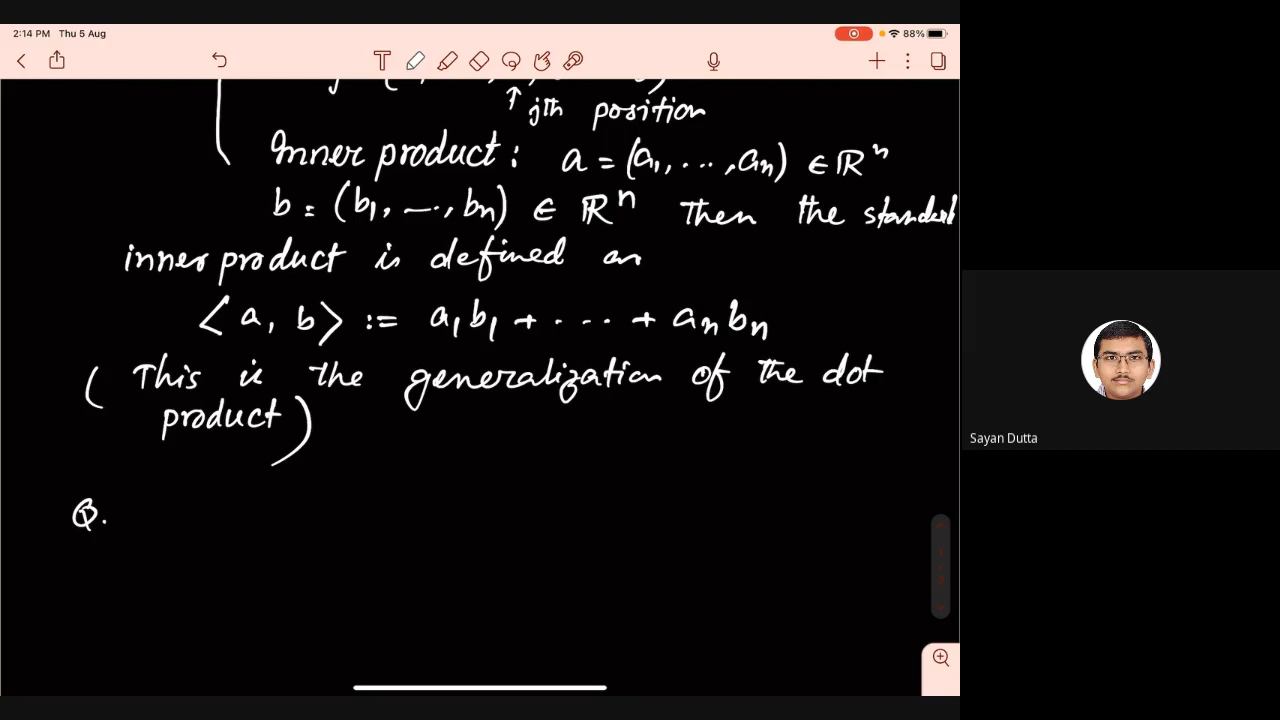 2:14 PM Thu 5 Aug
88%
T
jth position
Inner product : a = (a₁, ..., aₙ) ∈ ℝⁿ
b = (b₁, ..., bₙ) ∈ ℝⁿ Then the standard
inner product is defined as
⟨a, b⟩ := a₁b₁ + ... + aₙbₙ
( This is the generalization of the dot
product )
Q.
Sayan Dutta